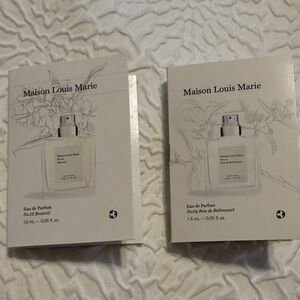 Maison Louis Marie
Eau de Parfum
No.12 Bousval
1.5 mL — 0.05 fl. oz.
Maison Louis Marie
Eau de Parfum
No.04 Bois de Balincourt
1.5 mL — 0.05 fl. oz.